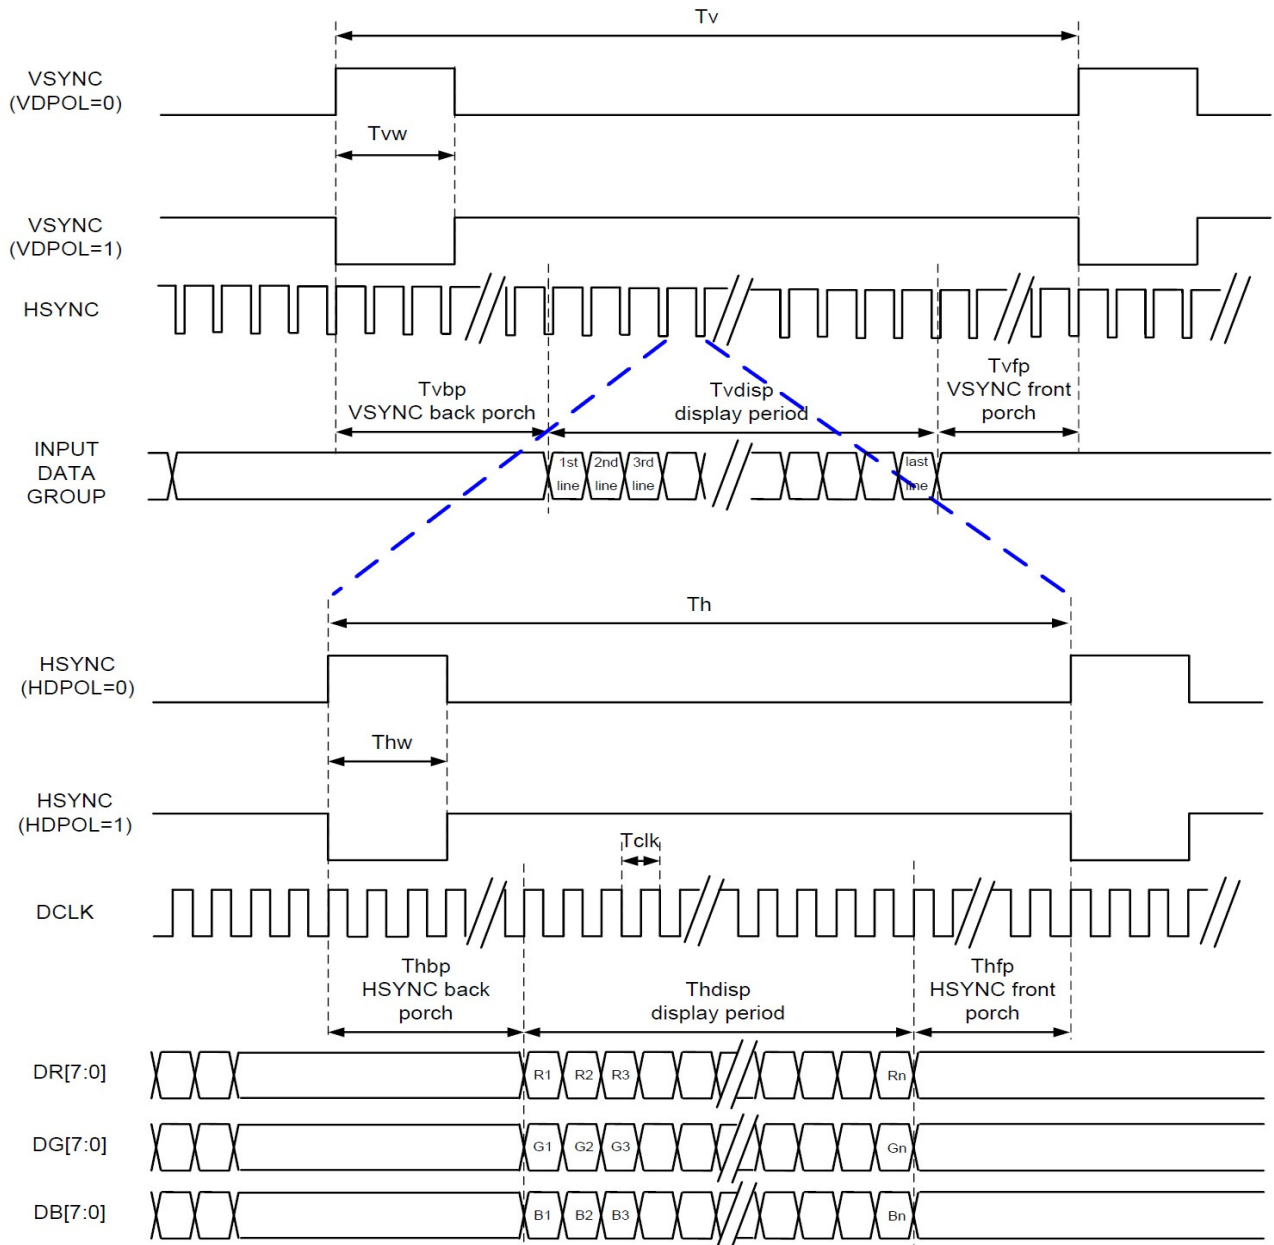 Tv
VSYNC
(VDPOL=0)
Tvw
VSYNC
(VDPOL=1)
HSYNC
Tvbp
VSYNC back porch
Tvdisp
display period
Tvfp
VSYNC front
porch
INPUT
DATA
GROUP
1st
line
2nd
line
3rd
line
last
line
Th
HSYNC
(HDPOL=0)
Thw
HSYNC
(HDPOL=1)
Tclk
DCLK
Thbp
HSYNC back
porch
Thdisp
display period
Thfp
HSYNC front
porch
DR[7:0]
R1 R2 R3 Rn
DG[7:0]
G1 G2 G3 Gn
DB[7:0]
B1 B2 B3 Bn